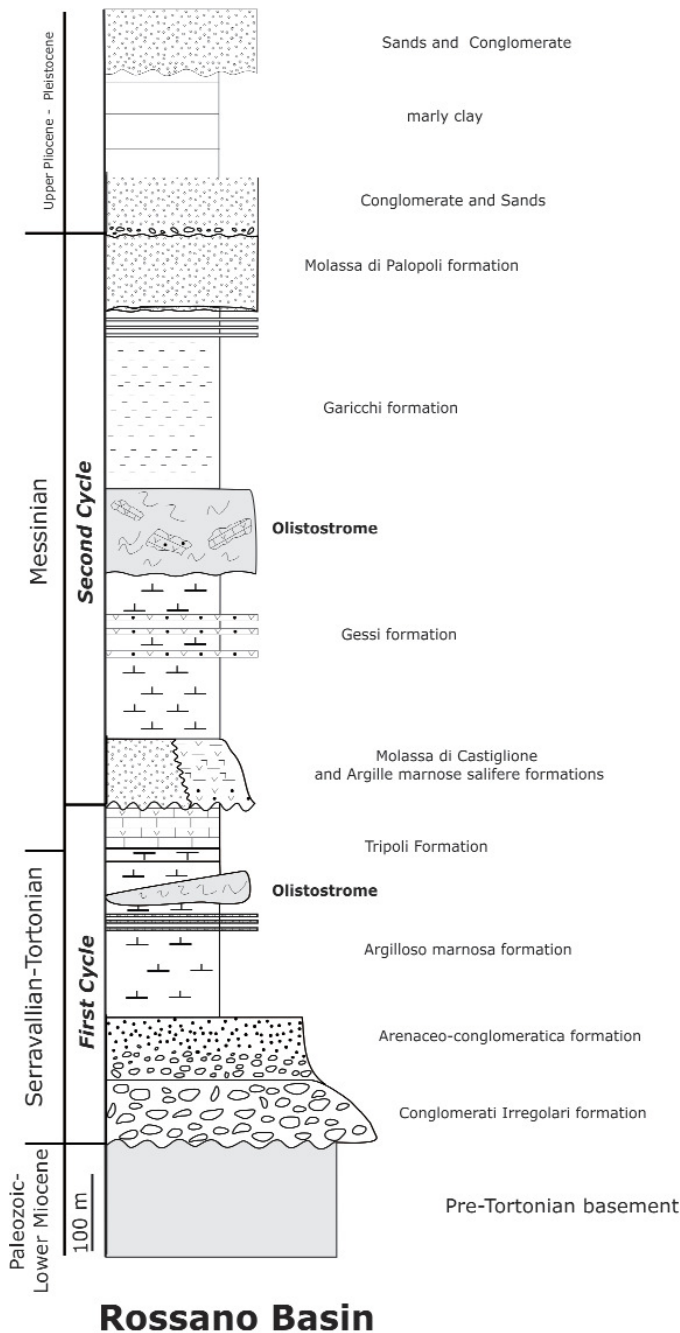 Sands and  Conglomerate
marly clay
Conglomerate and Sands
Molassa di Palopoli formation
Garicchi formation
Olistostrome
Gessi formation
Molassa di Castiglione
and Argille marnose salifere formations
Tripoli Formation
Olistostrome
Argilloso marnosa formation
Arenaceo-conglomeratica formation
Conglomerati Irregolari formation
Pre-Tortonian basement
Upper Pliocene - Pleistocene
Messinian
Serravallian-Tortonian
Paleozoic-
Lower Miocene
Second Cycle
First Cycle
100 m
Rossano Basin